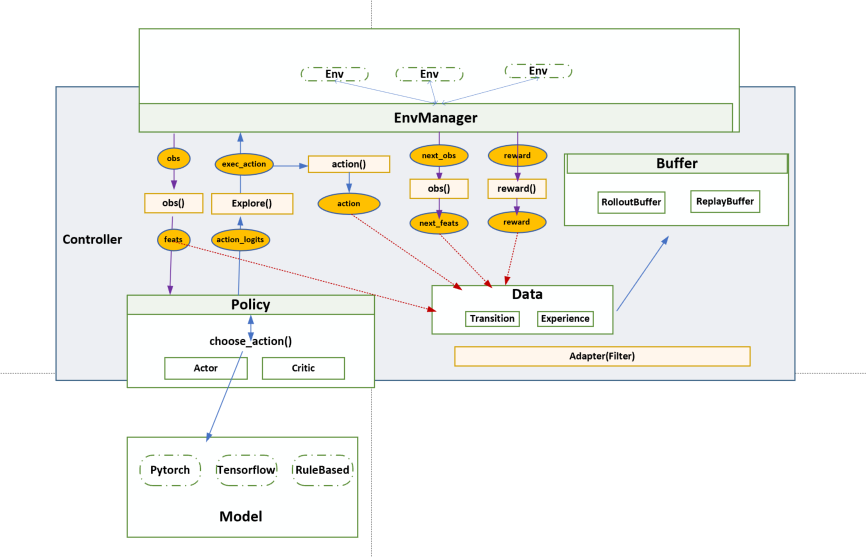 Env
Env
Env
EnvManager
obs
exec_action
action()
next_obs
reward
Buffer
obs()
Explore()
action
obs()
reward()
RolloutBuffer
ReplayBuffer
Controller
feats
action_logits
next_feats
reward
Policy
Data
choose_action()
Transition
Experience
Actor
Critic
Adapter(Filter)
Pytorch
Tensorflow
RuleBased
Model